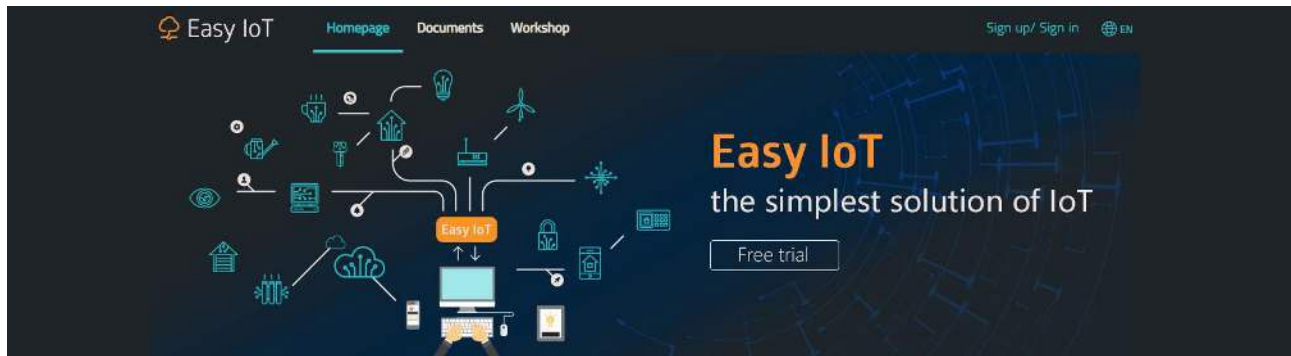 Easy IoT
Homepage Documents Workshop
Sign up/ Sign in EN
Easy IoT
the simplest solution of IoT
Free trial
Easy IoT